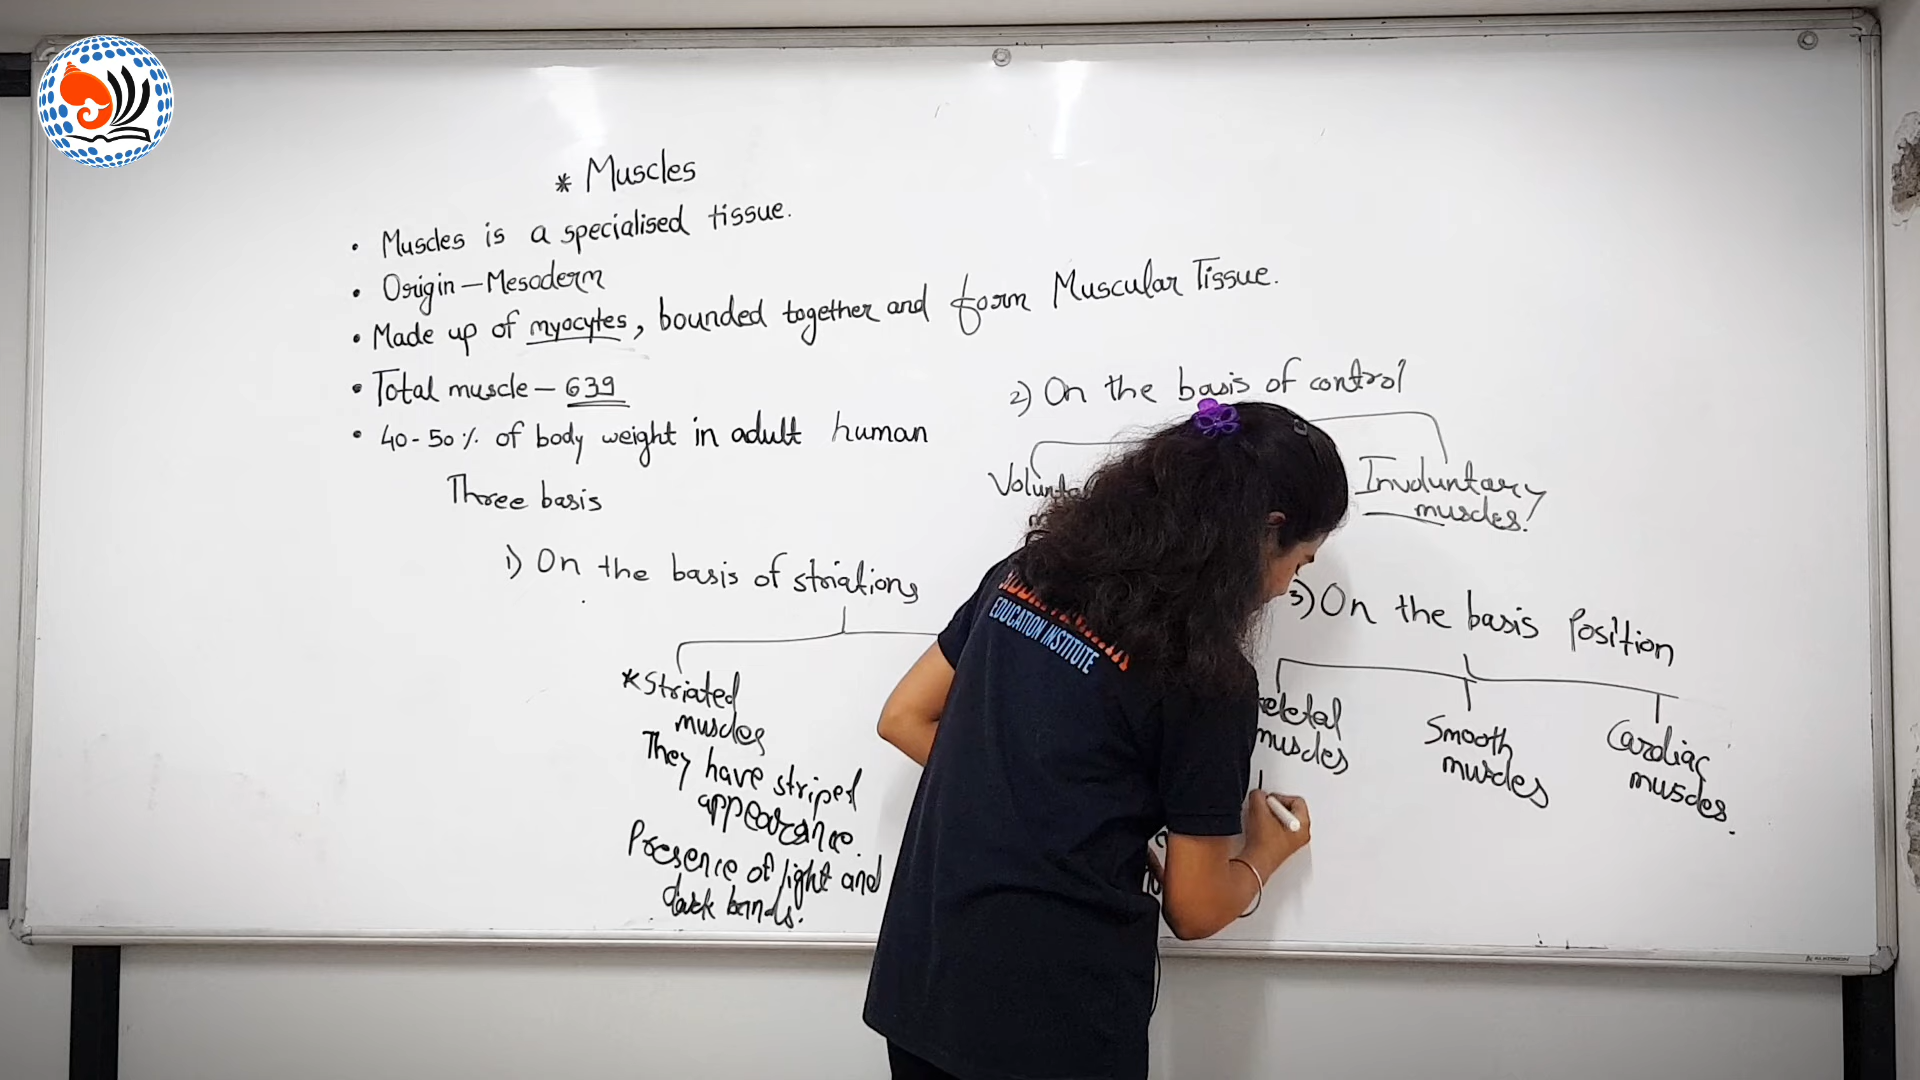 * Muscles
• Muscles is a specialised tissue.
• Origin – Mesoderm
• Made up of myocytes, bounded together and form Muscular Tissue.
• Total muscle – 639
• 40-50% of body weight in adult human
Three basis
1) On the basis of striations
* Striated
muscles
They have striped
appearance.
Presence of light and
dark bands.
2) On the basis of control
Involuntary
muscles.
3) On the basis Position
muscles
Smooth
muscles
Cardiac
muscles.
EDUCATION INSTITUTE